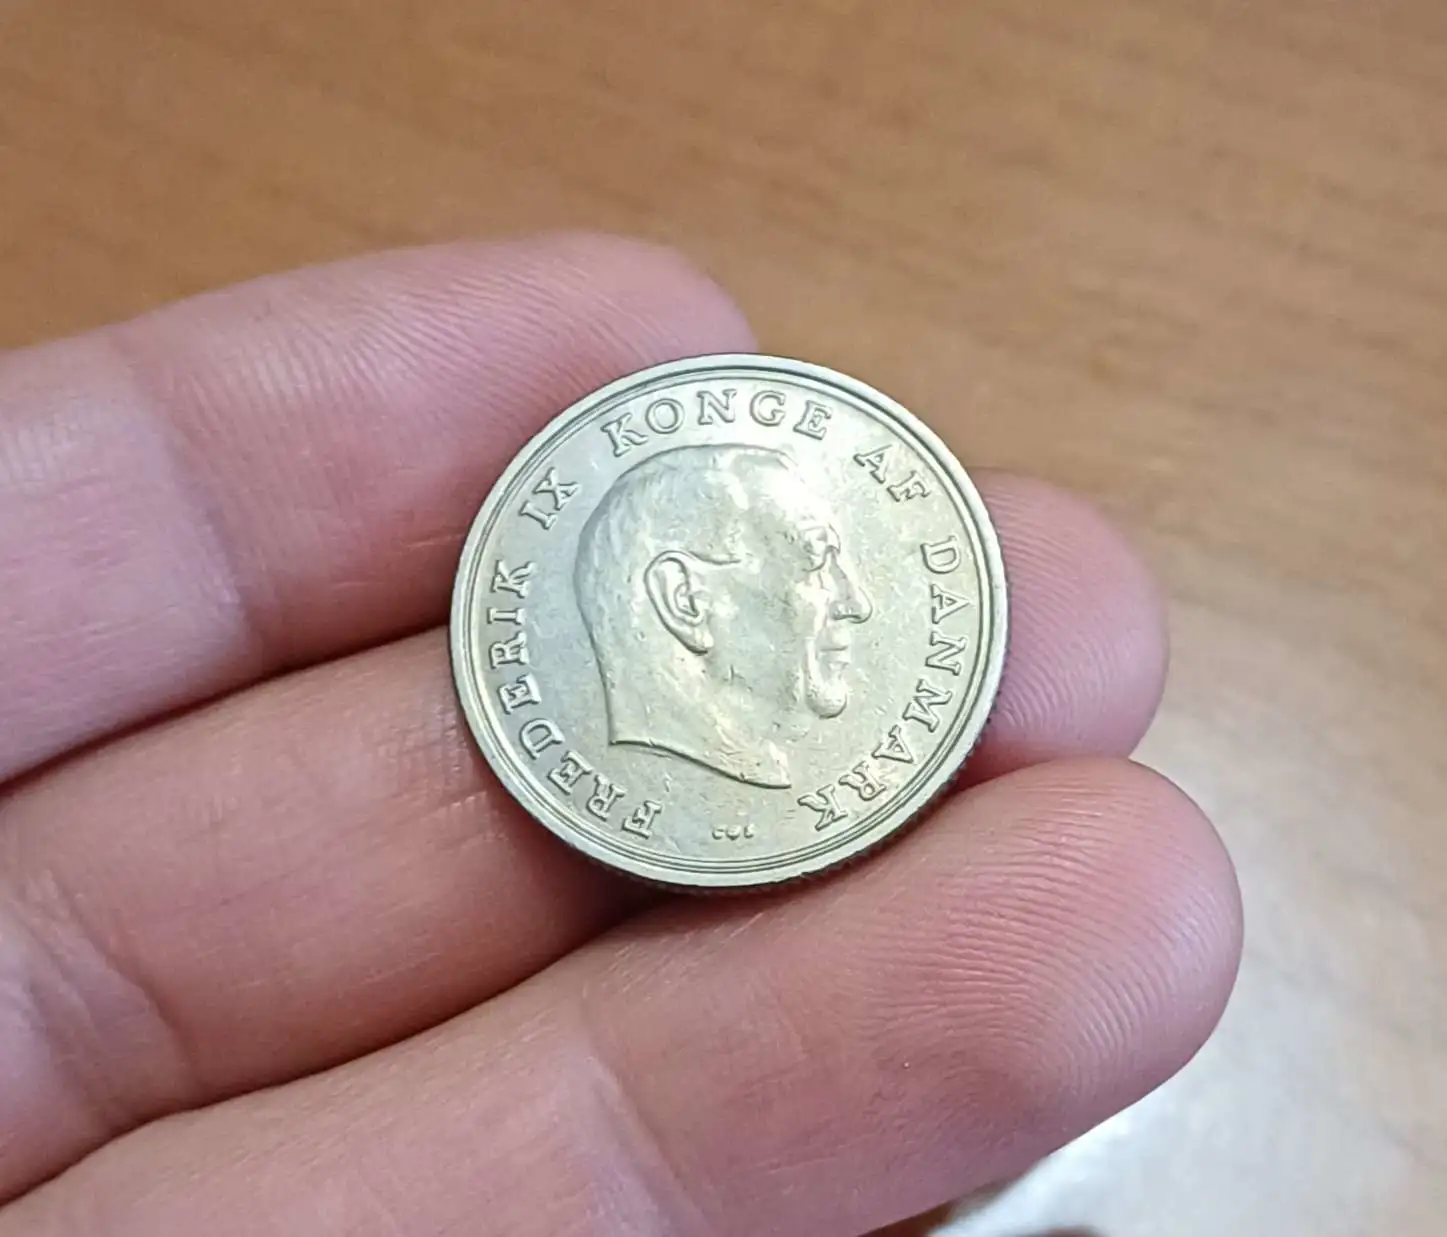 FREDERIK IX KONGE AF DANMARK